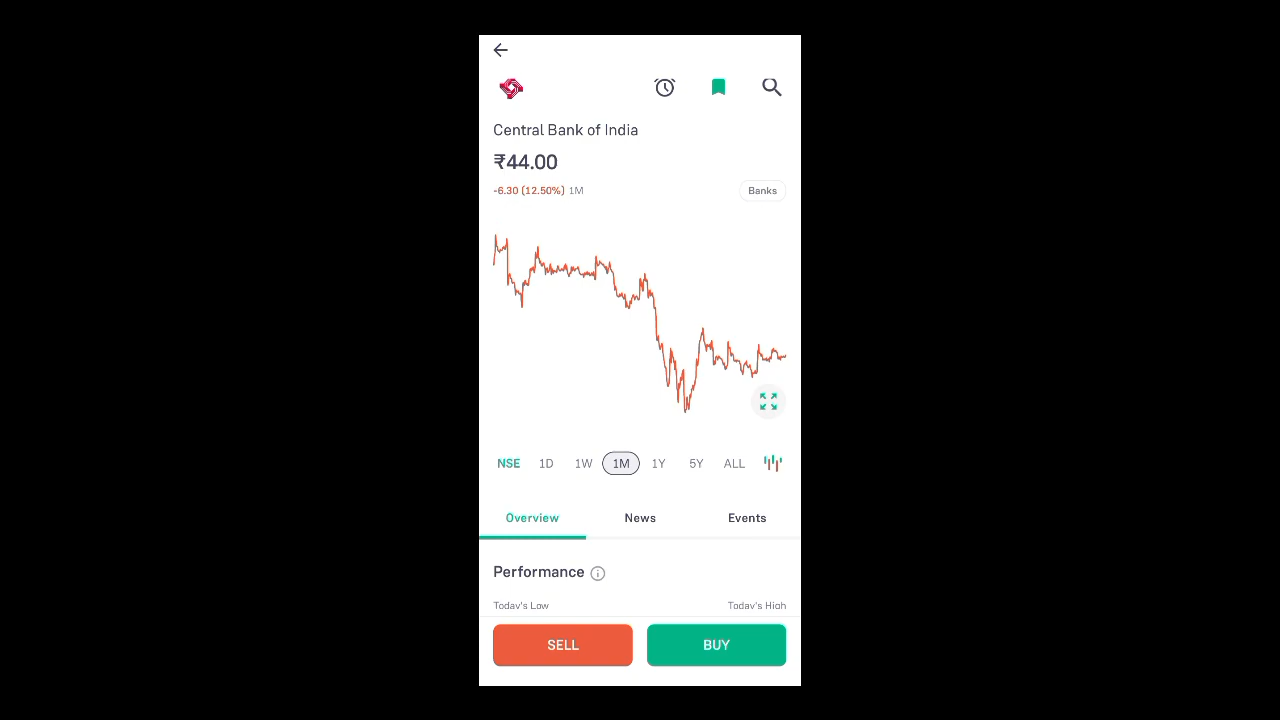 Central Bank of India
₹44.00
-6.30 (12.50%) 1M
Banks
NSE 1D 1W 1M 1Y 5Y ALL
Overview News Events
Performance
Today's Low Today's High
SELL BUY